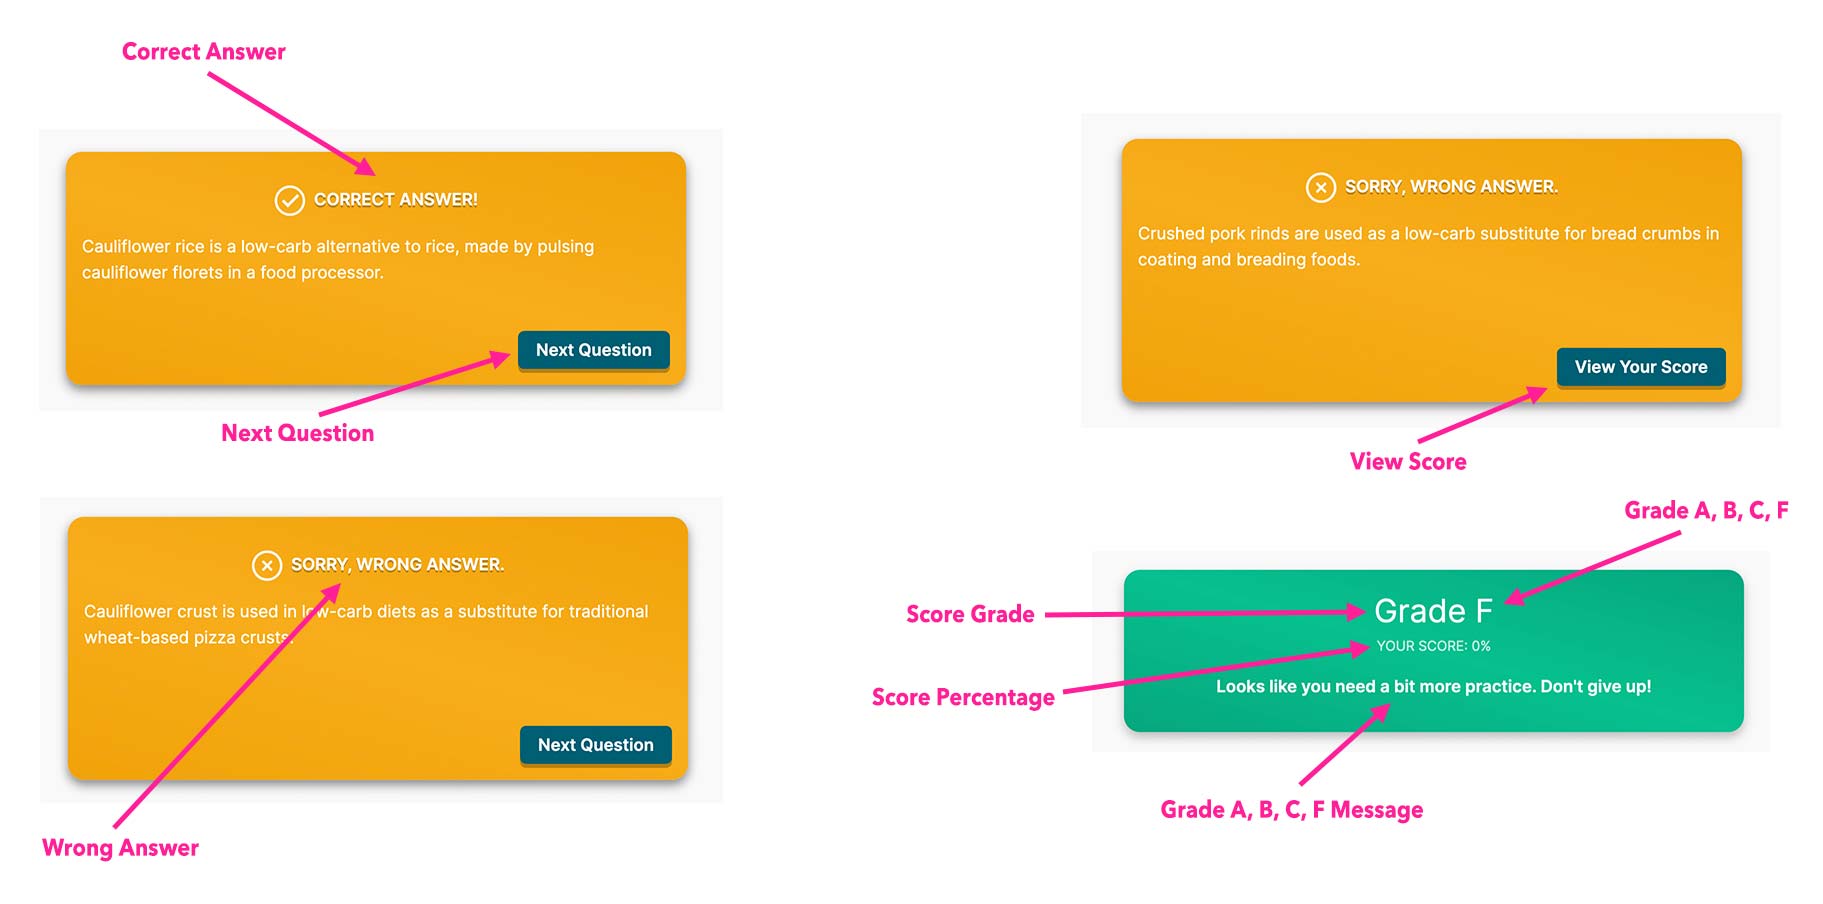 Correct Answer
CORRECT ANSWER!
Cauliflower rice is a low-carb alternative to rice, made by pulsing
cauliflower florets in a food processor.
Next Question
Next Question
SORRY, WRONG ANSWER.
Cauliflower crust is used in low-carb diets as a substitute for traditional
wheat-based pizza crusts.
Next Question
Wrong Answer
SORRY, WRONG ANSWER.
Crushed pork rinds are used as a low-carb substitute for bread crumbs in
coating and breading foods.
View Your Score
View Score
Grade A, B, C, F
Score Grade
Grade F
YOUR SCORE: 0%
Score Percentage
Looks like you need a bit more practice. Don't give up!
Grade A, B, C, F Message